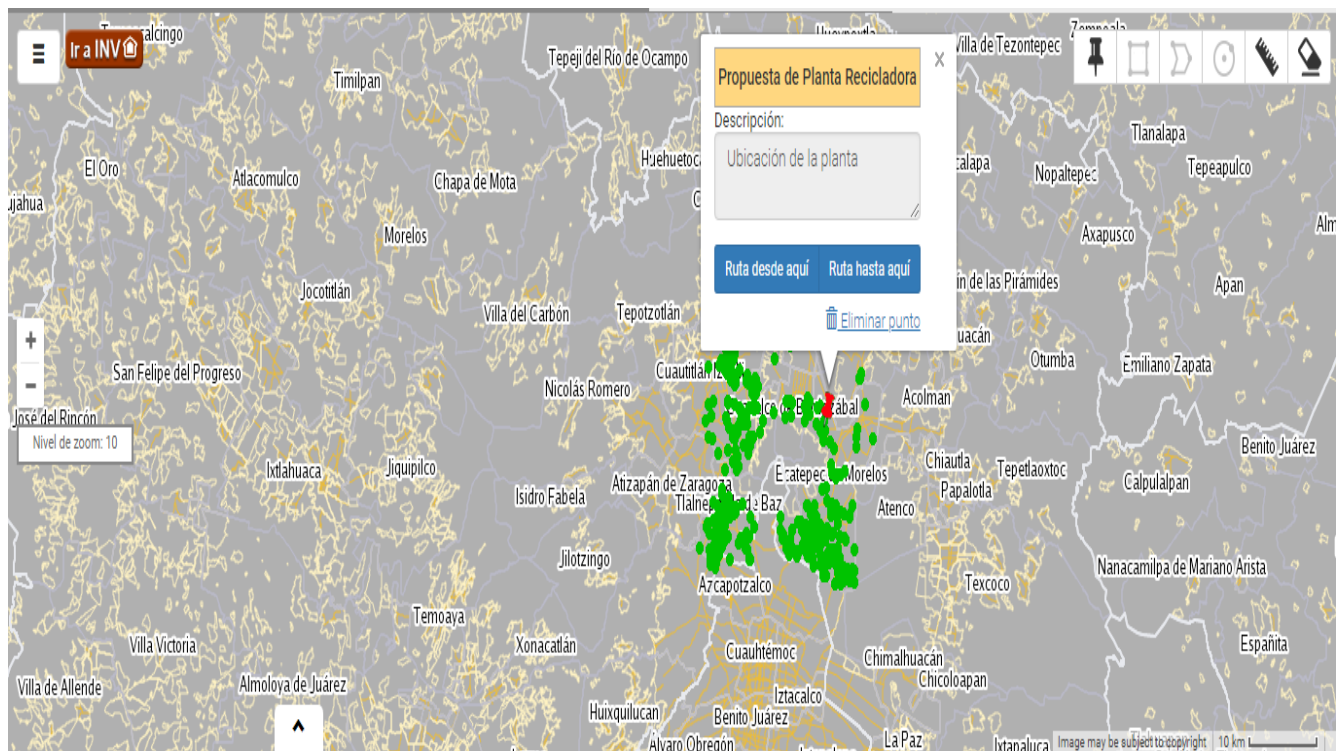 Ir a INV
Tepeji del Río de Ocampo
Villa de Tezontepec
Timilpan
Propuesta de Planta Recicladora
×
Descripción:
Ubicación de la planta
Tlanalapa
El Oro
Atlacomulco
Chapa de Mota
Nopaltepec
Tepeapulco
Morelos
Axapusco
Ruta desde aquí
Ruta hasta aquí
Jocotitlán
Apan
Villa del Carbón
Tepotzotlán
Eliminar punto
+
-
San Felipe del Progreso
Nicolás Romero
Otumba
Emiliano Zapata
Acolman
José del Rincón
Nivel de zoom: 10
Benito Juárez
Ixtlahuaca
Jiquipilco
Isidro Fabela
Atizapán de Zaragoza
Ecatepec de Morelos
Chiautla
Tepetlaoxtoc
Calpulalpan
Papalotla
Atenco
Jilotzingo
Azcapotzalco
Texcoco
Nanacamilpa de Mariano Arista
Temoaya
Villa Victoria
Xonacatlán
Cuauhtémoc
Chimalhuacán
Españita
Villa de Allende
Almoloya de Juárez
Chicoloapan
Iztacalco
Huixquilucan
Benito Juárez
Álvaro Obregón
La Paz
Ixtapaluca
Image may be subject to copyright
10 km